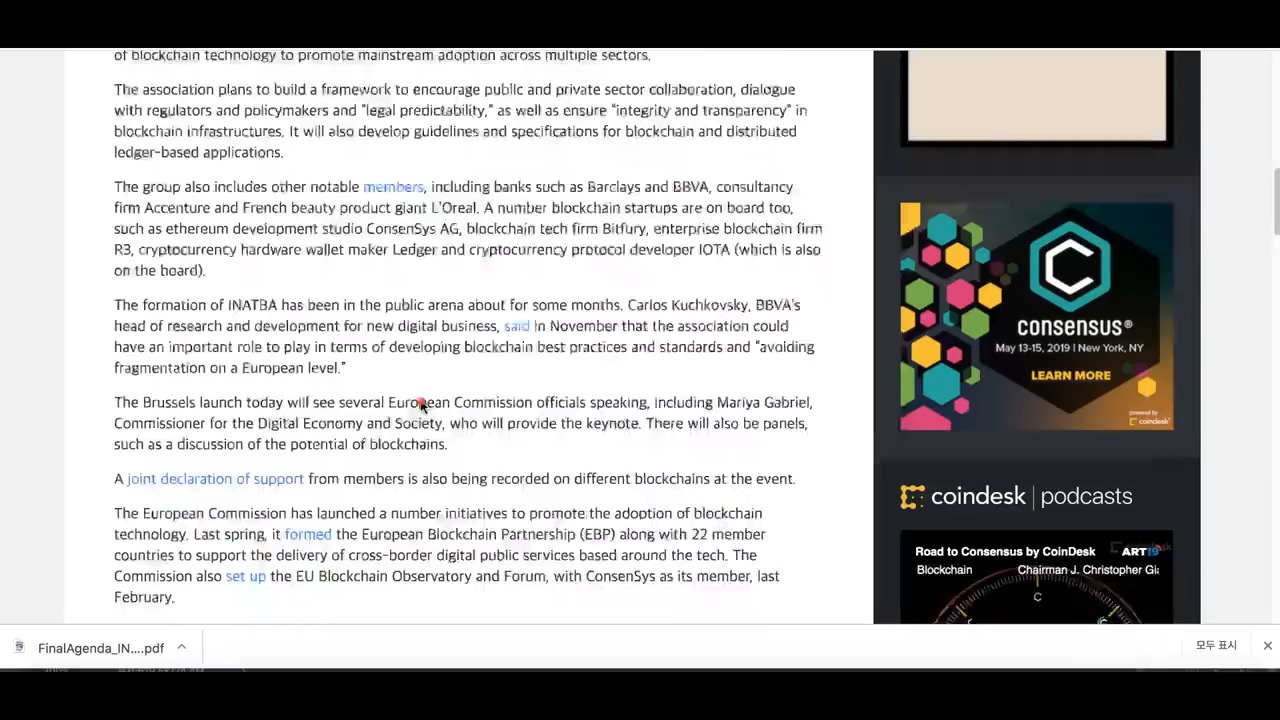 of blockchain technology to promote mainstream adoption across multiple sectors.
The association plans to build a framework to encourage public and private sector collaboration, dialogue
with regulators and policymakers and "legal predictability," as well as ensure "integrity and transparency" in
blockchain infrastructures. It will also develop guidelines and specifications for blockchain and distributed
ledger-based applications.
The group also includes other notable members, including banks such as Barclays and BBVA, consultancy
firm Accenture and French beauty product giant L'Oreal. A number blockchain startups are on board too,
such as ethereum development studio ConsenSys AG, blockchain tech firm Bitfury, enterprise blockchain firm
R3, cryptocurrency hardware wallet maker Ledger and cryptocurrency protocol developer IOTA (which is also
on the board).
The formation of INATBA has been in the public arena about for some months. Carlos Kuchkovsky, BBVA's
head of research and development for new digital business, said in November that the association could
have an important role to play in terms of developing blockchain best practices and standards and "avoiding
fragmentation on a European level."
The Brussels launch today will see several European Commission officials speaking, including Mariya Gabriel,
Commissioner for the Digital Economy and Society, who will provide the keynote. There will also be panels,
such as a discussion of the potential of blockchains.
A joint declaration of support from members is also being recorded on different blockchains at the event.
The European Commission has launched a number initiatives to promote the adoption of blockchain
technology. Last spring, it formed the European Blockchain Partnership (EBP) along with 22 member
countries to support the delivery of cross-border digital public services based around the tech. The
Commission also set up the EU Blockchain Observatory and Forum, with ConsenSys as its member, last
February.
CONSENSUS®
May 13-15, 2019 | New York, NY
LEARN MORE
powered by
coindesk
coindesk | podcasts
Road to Consensus by CoinDesk
ART19
Blockchain
Chairman J. Christopher Gi
C
FinalAgenda_IN....pdf
모두 표시